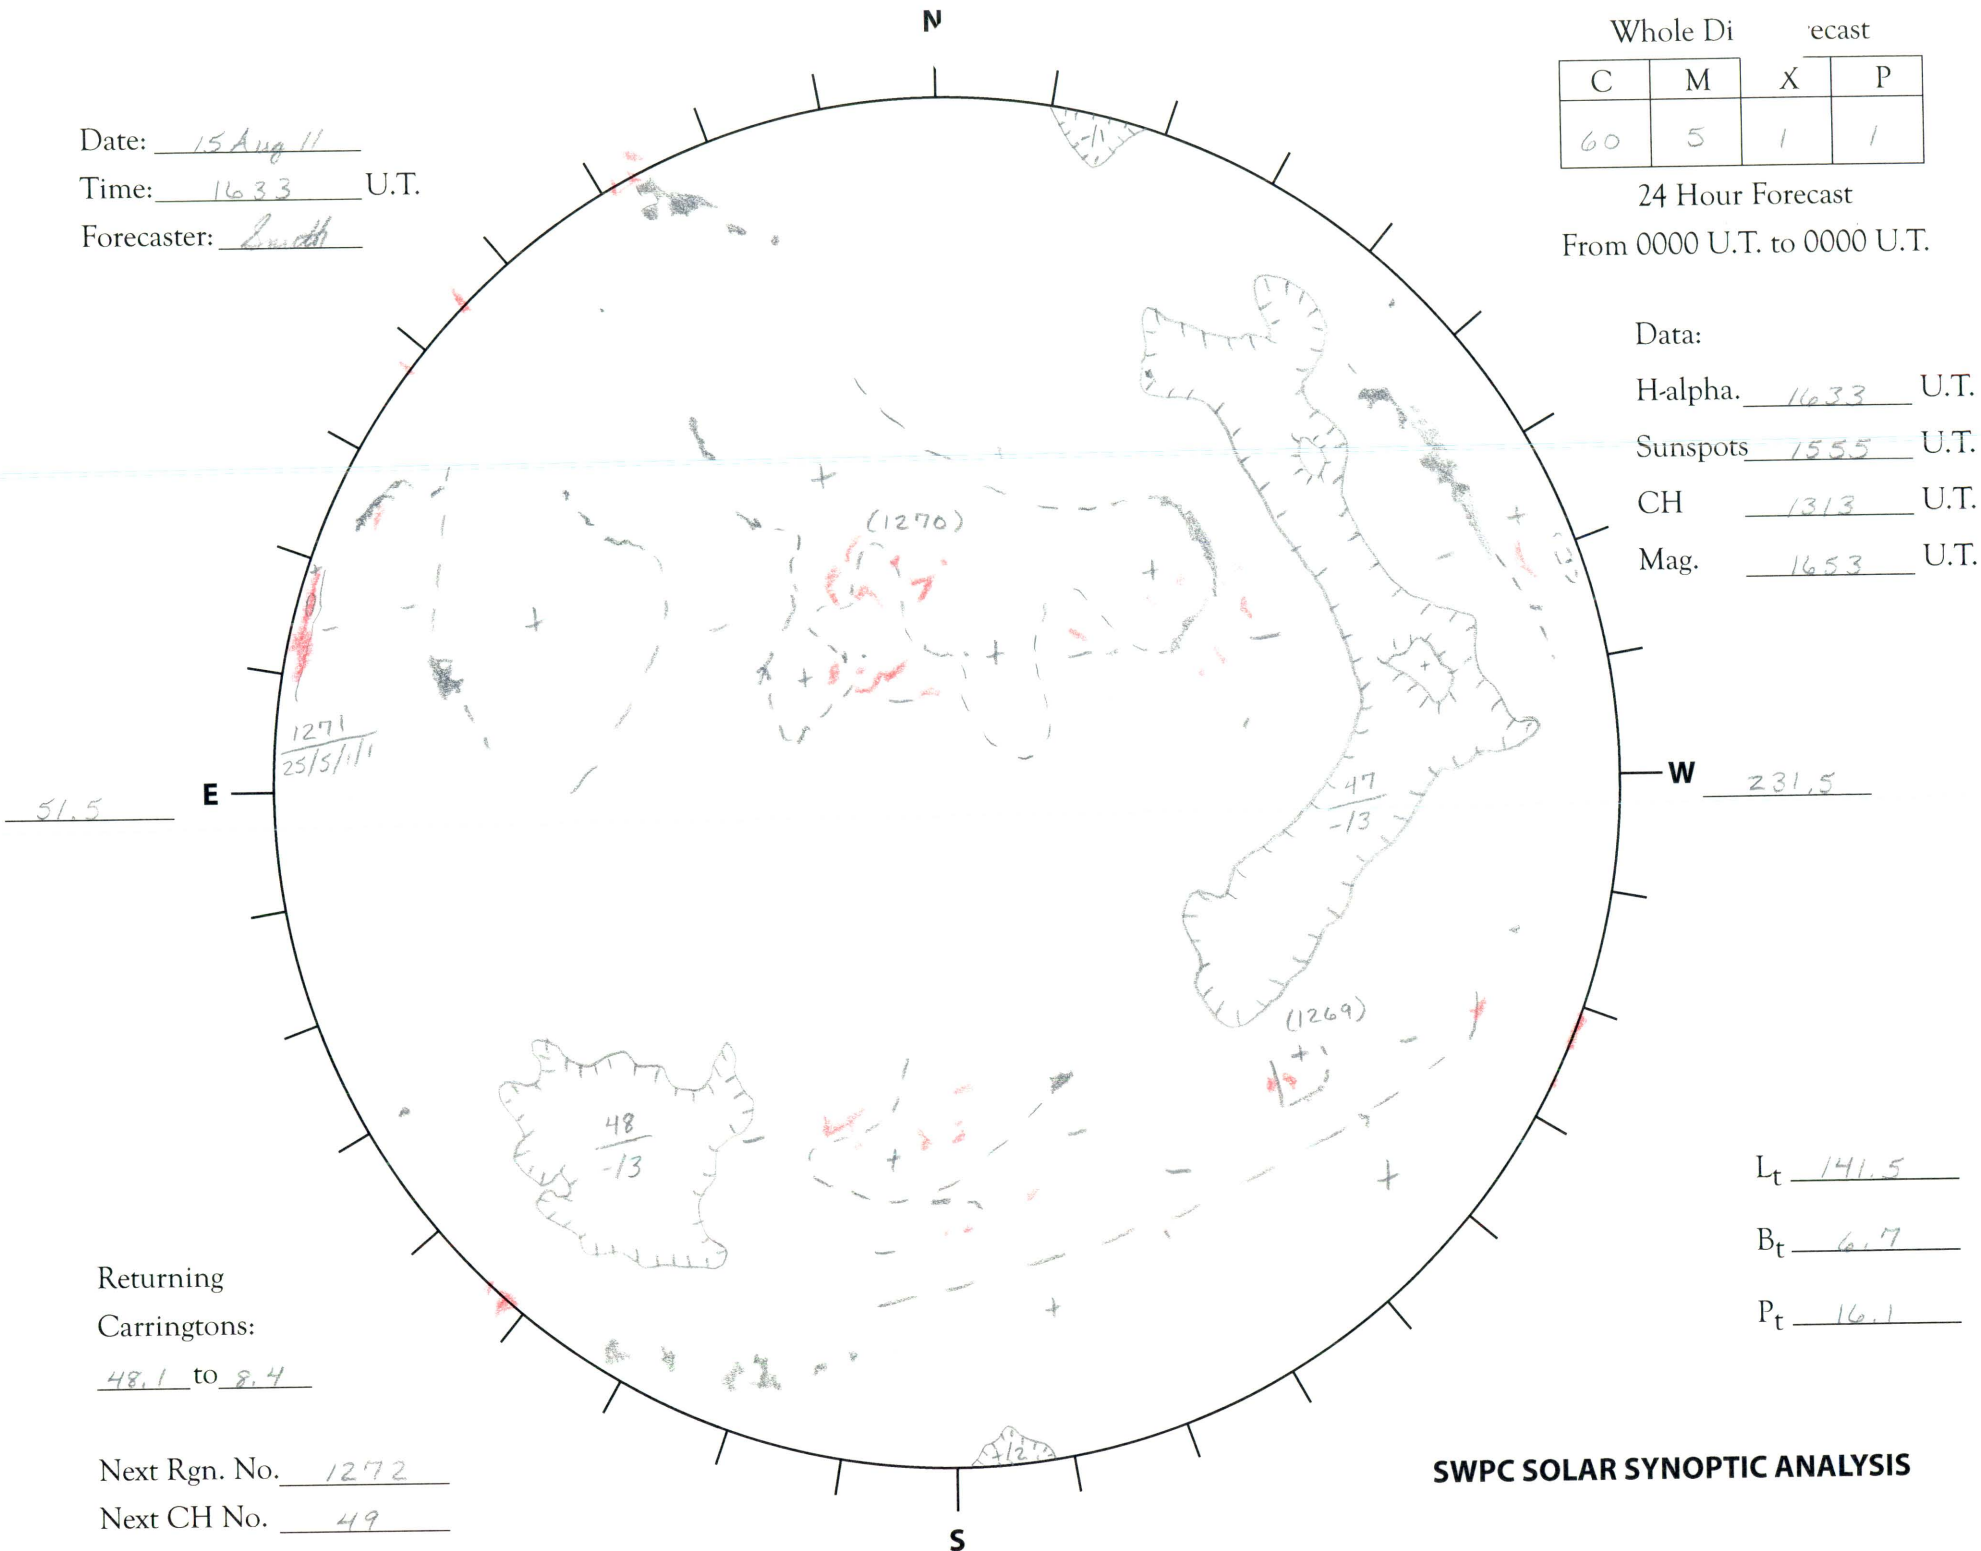 N
Whole Di ecast
C M X P
60 5 1 1
24 Hour Forecast
From 0000 U.T. to 0000 U.T.
Date: 15 Aug 11
Time: 1633 U.T.
Forecaster: Smith
-/1
Data:
H-alpha. 1633 U.T.
Sunspots 1555 U.T.
CH 1313 U.T.
Mag. 1653 U.T.
(1270)
1271
25/5/1/1
E
51.5
W
231.5
47
-13
(1269)
48
-13
Lt 141.5
Bt 6.7
Pt 16.1
Returning
Carringtons:
48.1 to 8.4
+/2
Next Rgn. No. 1272
Next CH No. 49
SWPC SOLAR SYNOPTIC ANALYSIS
S